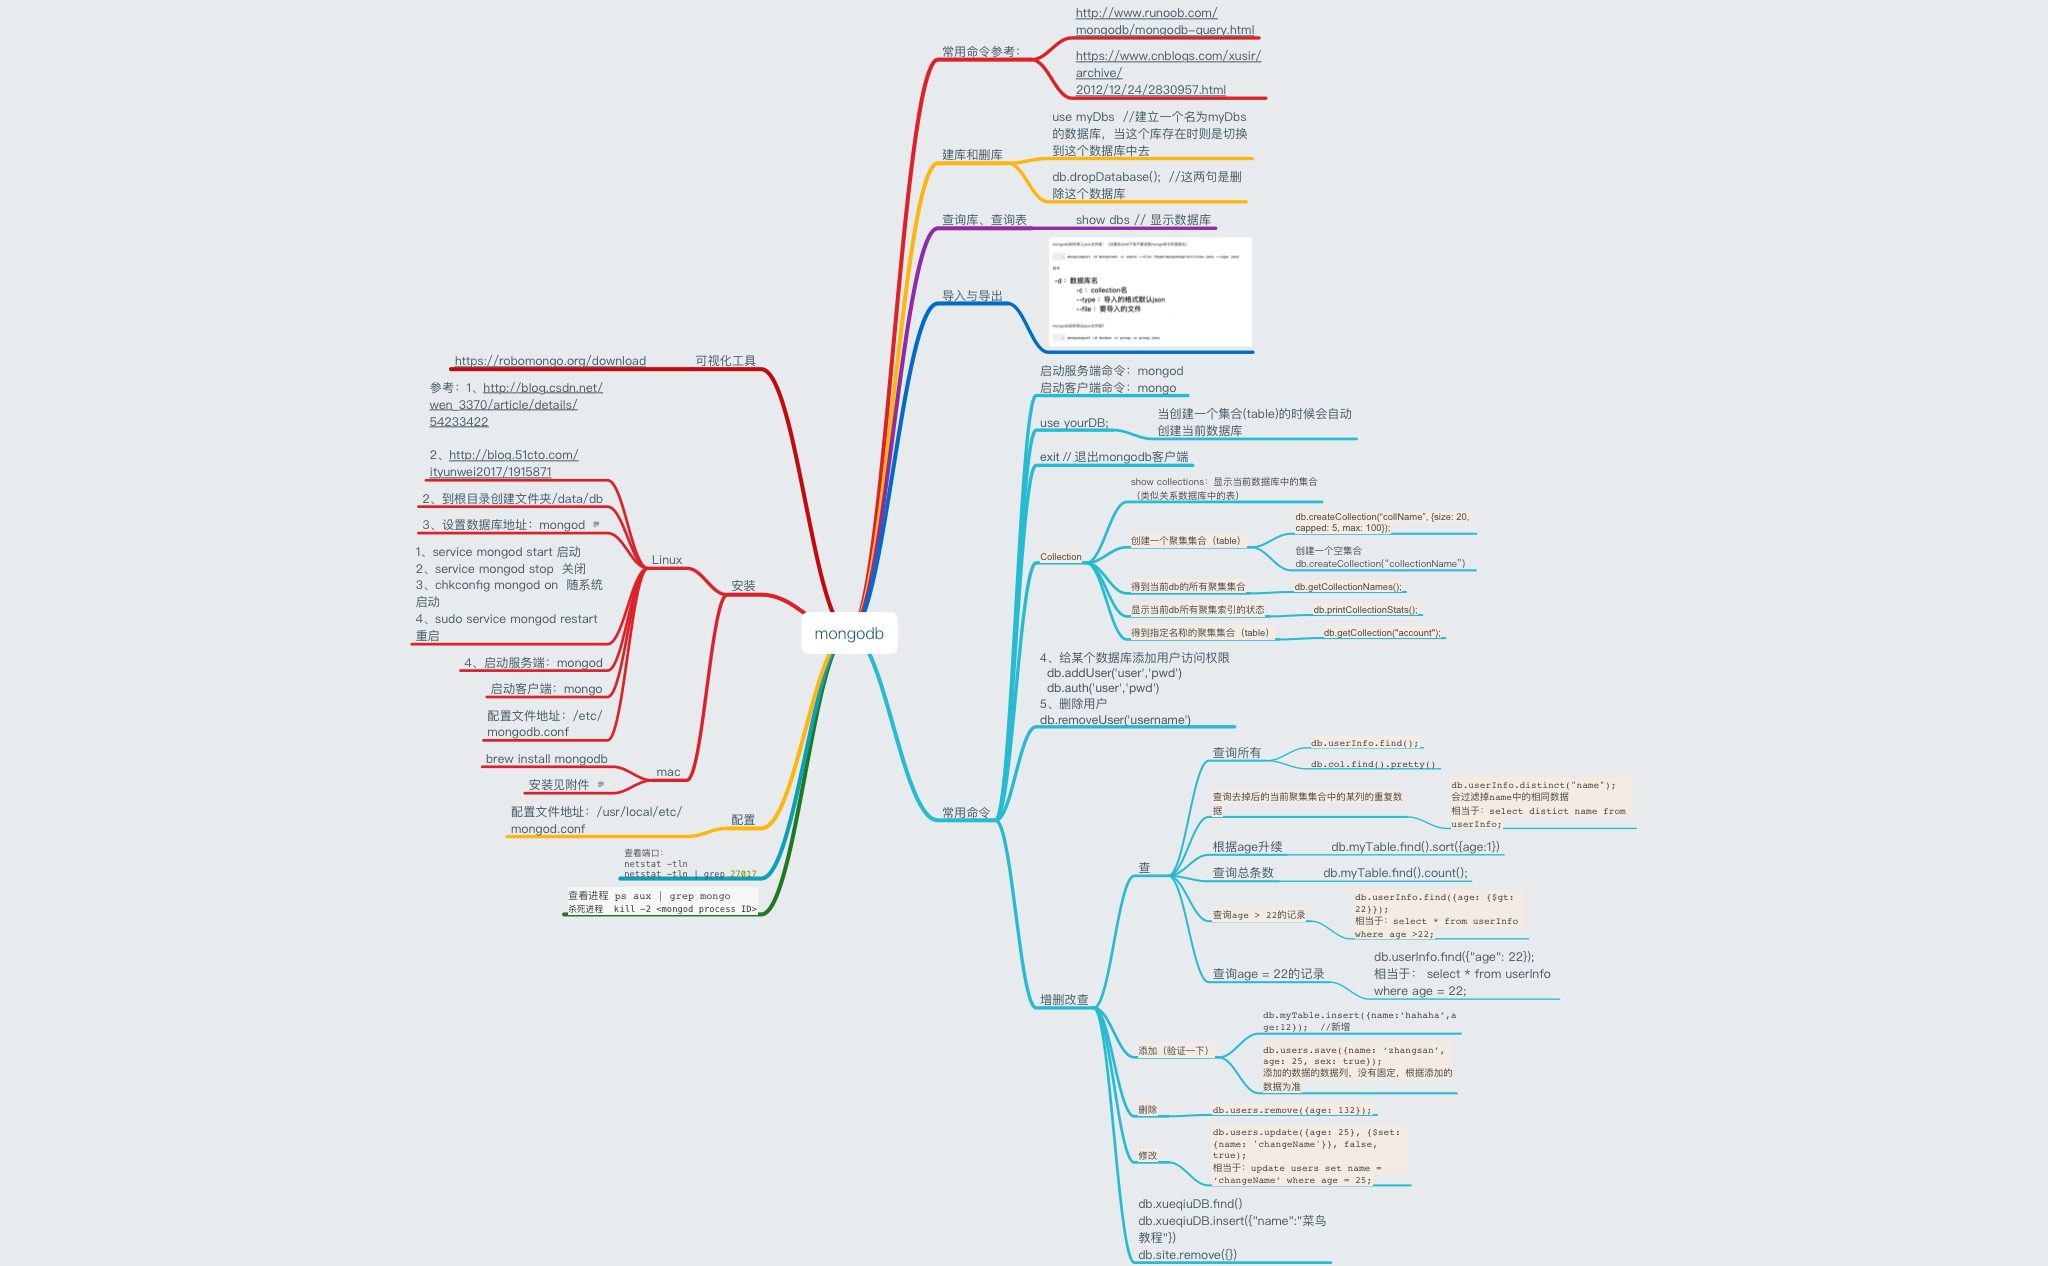 mongodb
常用命令参考：
http://www.runoob.com/
mongodb/mongodb-query.html
https://www.cnblogs.com/xusir/
archive/
2012/12/24/2830957.html
建库和删库
use myDbs  //建立一个名为myDbs
的数据库，当这个库存在时则是切换
到这个数据库中去
db.dropDatabase();  //这两句是删
除这个数据库
查询库、查询表
show dbs // 显示数据库
导入与导出
-d： 数据库名
-c： collection名
--type： 导入的格式默认json
--file： 要导入的文件
常用命令
启动服务端命令：mongod
启动客户端命令：mongo
use yourDB;
当创建一个集合(table)的时候会自动
创建当前数据库
exit // 退出mongodb客户端
Collection
show collections：显示当前数据库中的集合
（类似关系数据库中的表）
创建一个聚集集合（table）
db.createCollection("collName", {size: 20,
capped: 5, max: 100});
创建一个空集合
db.createCollection("collectionName")
得到当前db的所有聚集集合
db.getCollectionNames();
显示当前db所有聚集索引的状态
db.printCollectionStats();
得到指定名称的聚集集合（table）
db.getCollection("account");
4、给某个数据库添加用户访问权限
db.addUser('user','pwd')
db.auth('user','pwd')
5、删除用户
db.removeUser('username')
增删改查
查
查询所有
db.userInfo.find();
db.col.find().pretty()
查询去掉后的当前聚集集合中的某列的重复数
据
db.userInfo.distinct("name");
会过滤掉name中的相同数据
相当于：select distict name from
userInfo;
根据age升续
db.myTable.find().sort({age:1})
查询总条数
db.myTable.find().count();
查询age > 22的记录
db.userInfo.find({age: {$gt:
22}});
相当于：select * from userInfo
where age >22;
查询age = 22的记录
db.userInfo.find({"age": 22});
相当于： select * from userInfo
where age = 22;
添加（验证一下）
db.myTable.insert({name:‘hahaha‘,a
ge:12});  //新增
db.users.save({name: ‘zhangsan‘,
age: 25, sex: true});
添加的数据的数据列，没有固定，根据添加的
数据为准
删除
db.users.remove({age: 132});
修改
db.users.update({age: 25}, {$set:
{name: 'changeName'}}, false,
true);
相当于：update users set name =
‘changeName‘ where age = 25;
db.xueqiuDB.find()
db.xueqiuDB.insert({"name":"菜鸟
教程"})
db.site.remove({})
可视化工具
https://robomongo.org/download
安装
Linux
参考：1、http://blog.csdn.net/
wen_3370/article/details/
54233422
2、http://blog.51cto.com/
ityunwei2017/1915871
2、到根目录创建文件夹/data/db
3、设置数据库地址：mongod
1、service mongod start 启动
2、service mongod stop  关闭
3、chkconfig mongod on  随系统
启动
4、sudo service mongod restart
重启
4、启动服务端：mongod
启动客户端：mongo
配置文件地址：/etc/
mongodb.conf
mac
brew install mongodb
安装见附件
配置
配置文件地址：/usr/local/etc/
mongod.conf
查看端口：
netstat -tln
netstat -tln | grep 27017
查看进程 ps aux | grep mongo
杀死进程  kill -2 <mongod process ID>